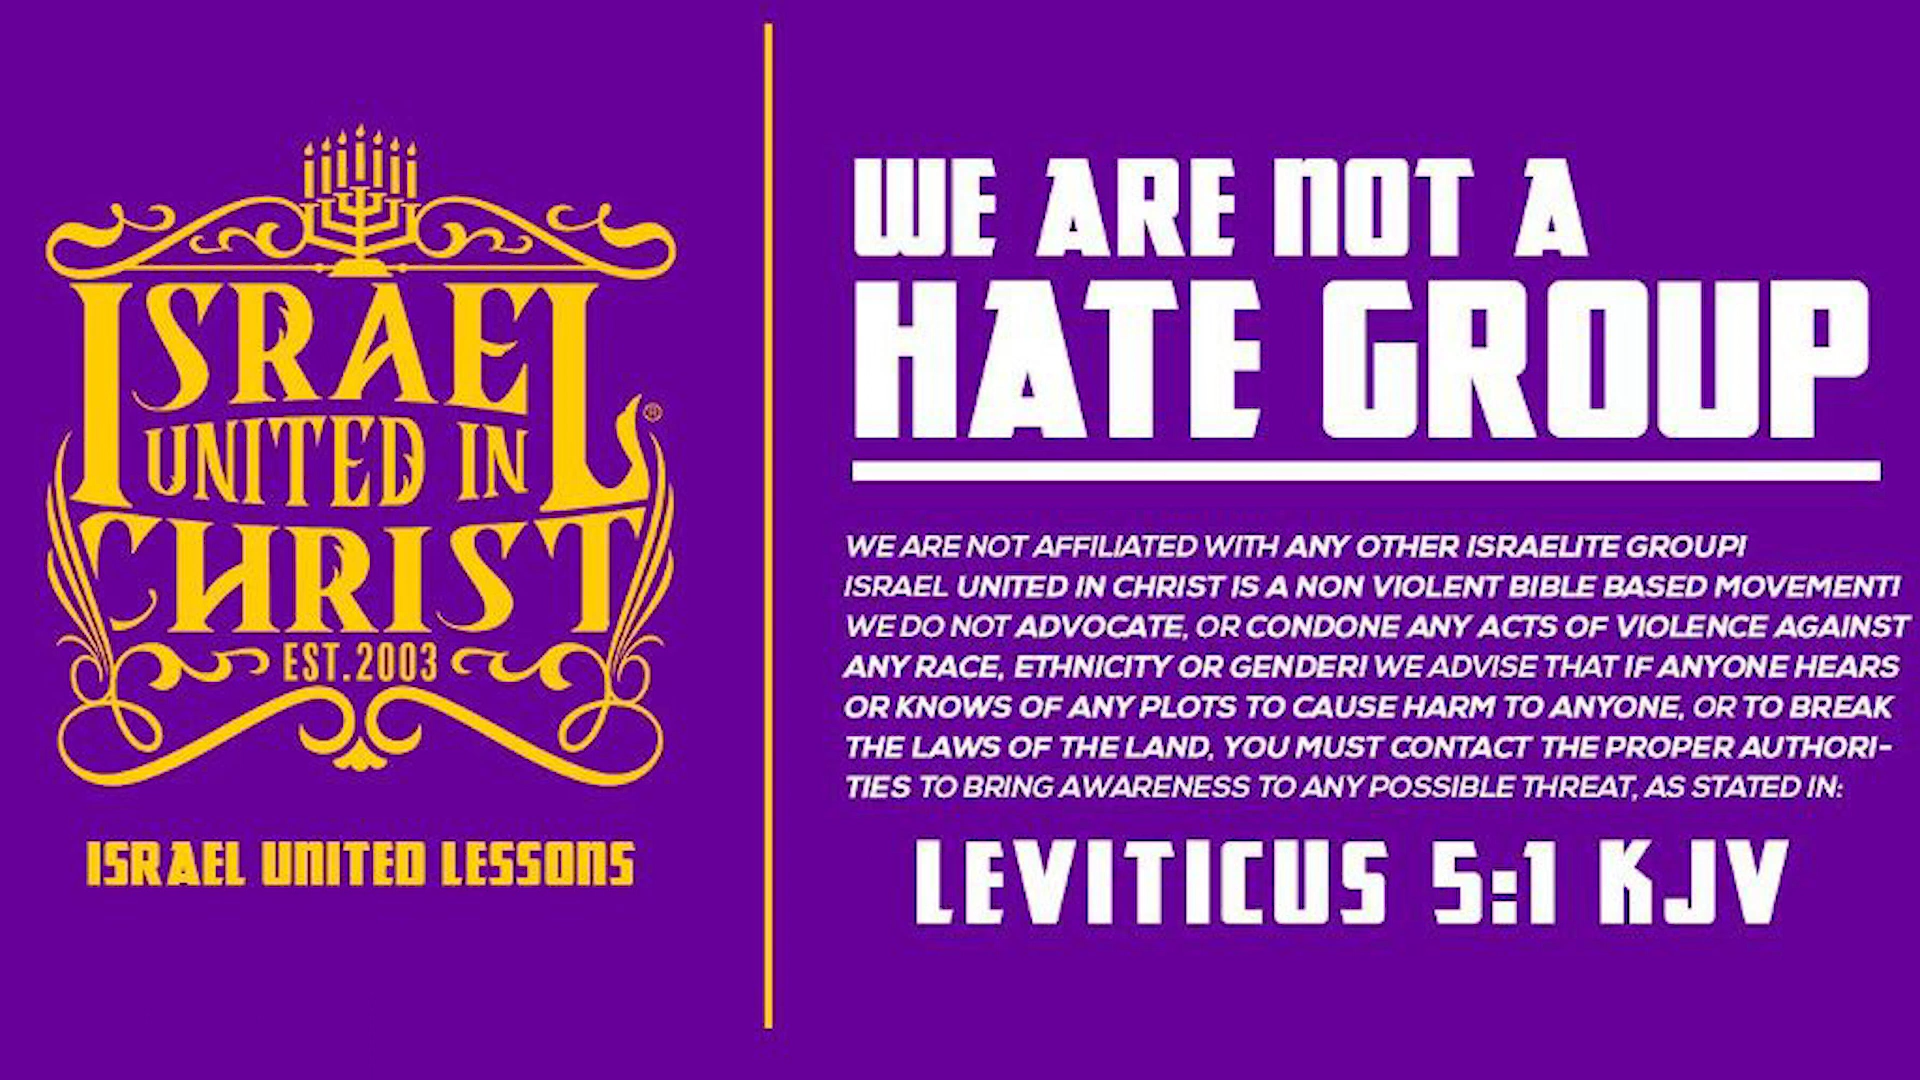 ISRAEL
UNITED IN
CHRIST
®
EST.2003
ISRAEL UNITED LESSONS
WE ARE NOT A
HATE GROUP
WE ARE NOT AFFILIATED WITH ANY OTHER ISRAELITE GROUP!
ISRAEL UNITED IN CHRIST IS A NON VIOLENT BIBLE BASED MOVEMENT!
WE DO NOT ADVOCATE, OR CONDONE ANY ACTS OF VIOLENCE AGAINST
ANY RACE, ETHNICITY OR GENDER! WE ADVISE THAT IF ANYONE HEARS
OR KNOWS OF ANY PLOTS TO CAUSE HARM TO ANYONE, OR TO BREAK
THE LAWS OF THE LAND, YOU MUST CONTACT THE PROPER AUTHORI-
TIES TO BRING AWARENESS TO ANY POSSIBLE THREAT, AS STATED IN:
LEVITICUS 5:1 KJV